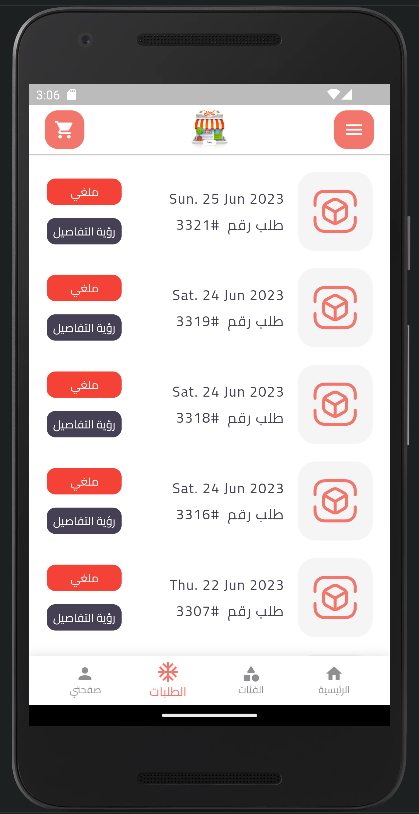 3:06
Sun. 25 Jun 2023
طلب رقم #3321
ملغي
رؤية التفاصيل
Sat. 24 Jun 2023
طلب رقم #3319
ملغي
رؤية التفاصيل
Sat. 24 Jun 2023
طلب رقم #3318
ملغي
رؤية التفاصيل
Sat. 24 Jun 2023
طلب رقم #3316
ملغي
رؤية التفاصيل
Thu. 22 Jun 2023
طلب رقم #3307
ملغي
رؤية التفاصيل
الرئيسية
الفئات
الطلبات
صفحتي